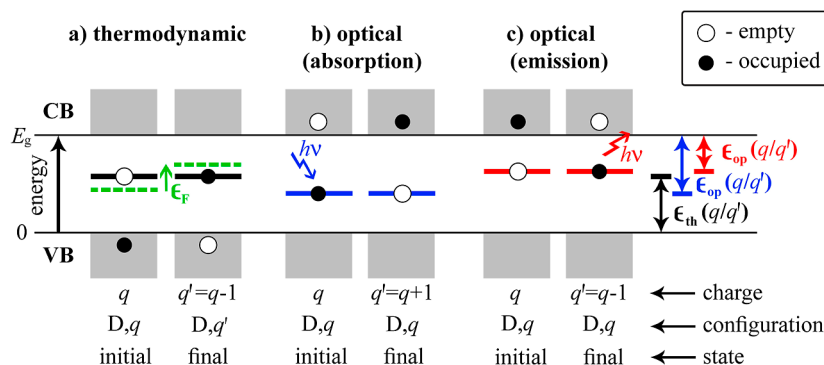 a) thermodynamic
b) optical
(absorption)
c) optical
(emission)
- empty
- occupied
CB
E_g
energy
0
VB
ϵ_F
hν
hν
ϵ_op (q/q')
ϵ_op (q/q')
ϵ_th (q/q')
q q'=q-1 q q'=q+1 q q'=q-1 charge
D,q D,q' D,q D,q D,q D,q configuration
initial final initial final initial final state